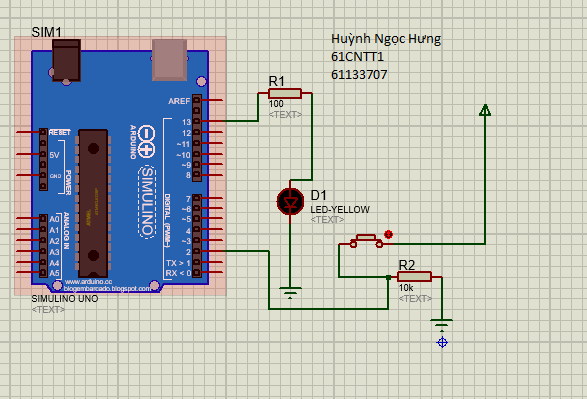 SIM1
Huỳnh Ngọc Hưng
61CNTT1
61133707
R1
100
<TEXT>
AREF
13
12
~11
~10
~9
8
RESET
5V
GND
POWER
ARDUINO
SIMULINO
DIGITAL (PWM~)
7
~6
~5
4
~3
2
TX > 1
RX < 0
ANALOG IN
A0
A1
A2
A3
A4
A5
www.arduino.cc
blogembarcado.blogspot.com
SIMULINO UNO
<TEXT>
D1
LED-YELLOW
<TEXT>
R2
10k
<TEXT>